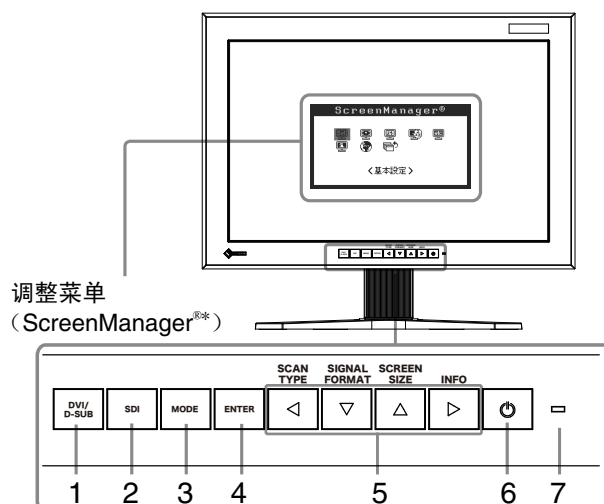 ScreenManager®
<基本設定>
调整菜单
（ScreenManager®*）
SCAN TYPE
SIGNAL FORMAT
SCREEN SIZE
INFO
DVI/
D-SUB
SDI
MODE
ENTER
1 2 3 4 5 6 7